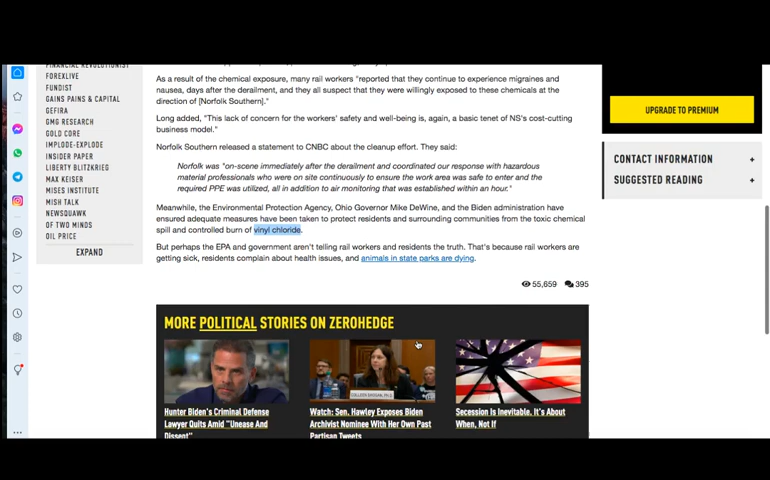 FINANCIAL REVOLUTIONIST
FOREXLIVE
FUNDIST
GAINS PAINS & CAPITAL
GEFIRA
GMG RESEARCH
GOLD CORE
IMPLODE-EXPLODE
INSIDER PAPER
LIBERTY BLITZKRIEG
MAX KEISER
MISES INSTITUTE
MISH TALK
NEWSQUAWK
OF TWO MINDS
OIL PRICE
EXPAND
As a result of the chemical exposure, many rail workers "reported that they continue to experience migraines and
nausea, days after the derailment, and they all suspect that they were willingly exposed to these chemicals at the
direction of [Norfolk Southern]."
Long added, "This lack of concern for the workers' safety and well-being is, again, a basic tenet of NS's cost-cutting
business model."
Norfolk Southern released a statement to CNBC about the cleanup effort. They said:
Norfolk was "on-scene immediately after the derailment and coordinated our response with hazardous
material professionals who were on site continuously to ensure the work area was safe to enter and the
required PPE was utilized, all in addition to air monitoring that was established within an hour."
Meanwhile, the Environmental Protection Agency, Ohio Governor Mike DeWine, and the Biden administration have
ensured adequate measures have been taken to protect residents and surrounding communities from the toxic chemical
spill and controlled burn of vinyl chloride.
But perhaps the EPA and government aren't telling rail workers and residents the truth. That's because rail workers are
getting sick, residents complain about health issues, and animals in state parks are dying.
55,659 395
MORE POLITICAL STORIES ON ZEROHEDGE
Hunter Biden's Criminal Defense
Lawyer Quits Amid "Unease And
Dissent"
Watch: Sen. Hawley Exposes Biden
Archivist Nominee With Her Own Past
Partisan Tweets
Secession Is Inevitable. It's About
When, Not If
UPGRADE TO PREMIUM
CONTACT INFORMATION +
SUGGESTED READING +